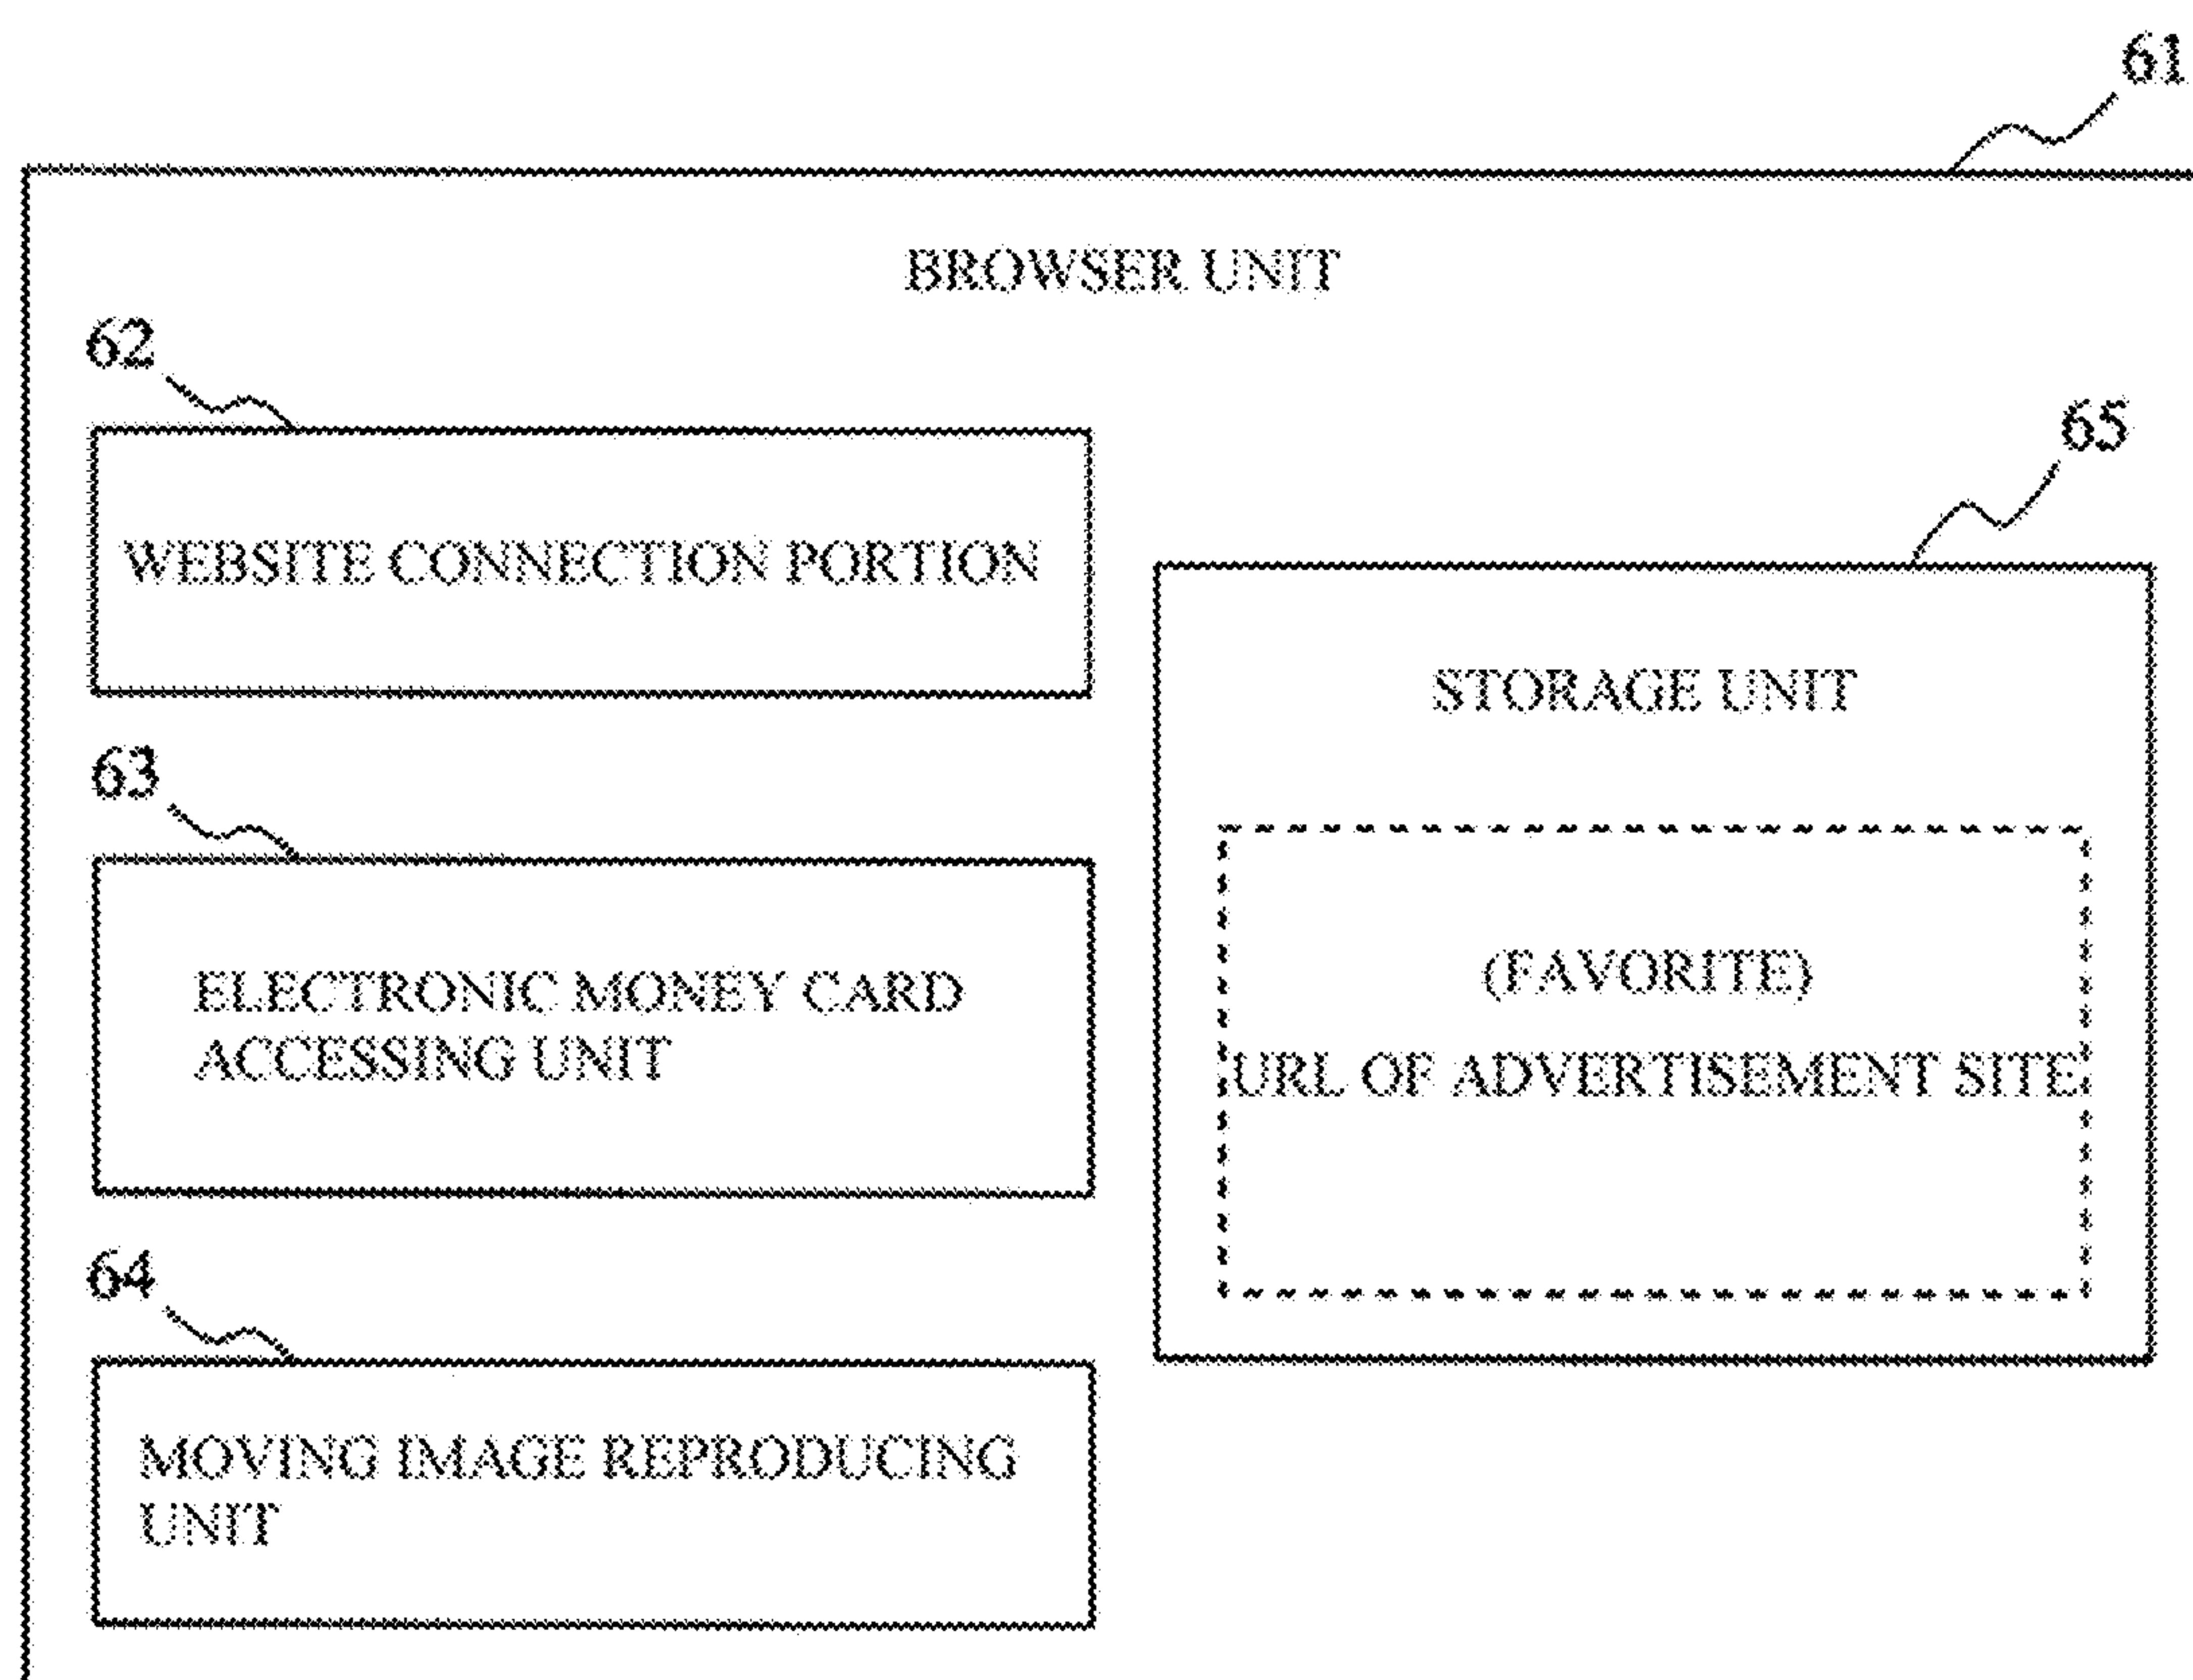 61
BROWSER UNIT
62
WEBSITE CONNECTION PORTION
65
STORAGE UNIT
63
ELECTRONIC MONEY CARD
ACCESSING UNIT
(FAVORITE)
URL OF ADVERTISEMENT SITE
64
MOVING IMAGE REPRODUCING
UNIT